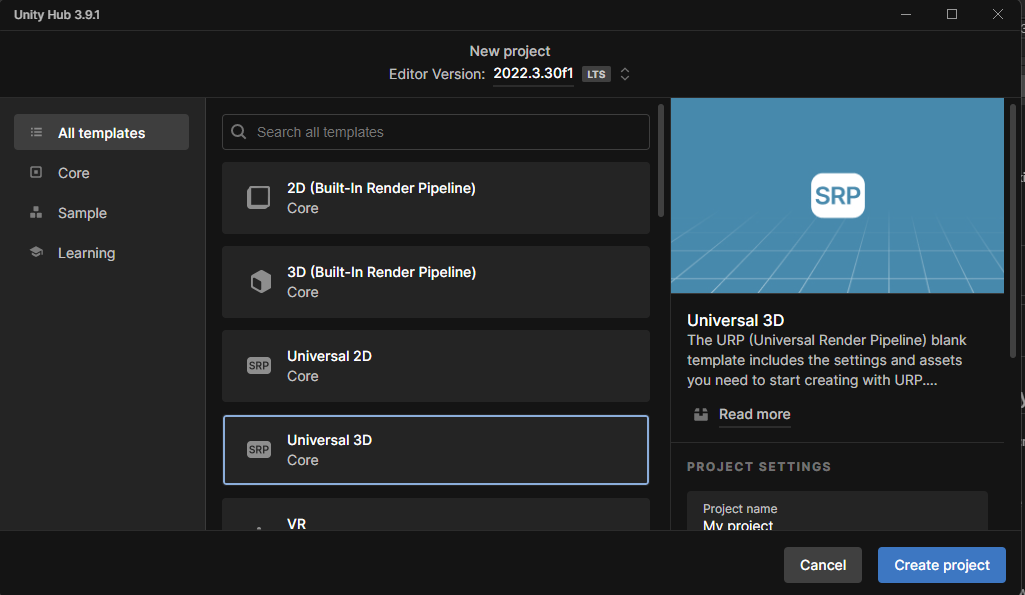 Unity Hub 3.9.1
New project
Editor Version: 2022.3.30f1 LTS
All templates
Core
Sample
Learning
Search all templates
2D (Built-In Render Pipeline)
Core
3D (Built-In Render Pipeline)
Core
SRP
Universal 2D
Core
SRP
Universal 3D
Core
VR
SRP
Universal 3D
The URP (Universal Render Pipeline) blank
template includes the settings and assets
you need to start creating with URP....
Read more
PROJECT SETTINGS
Project name
My project
Cancel
Create project